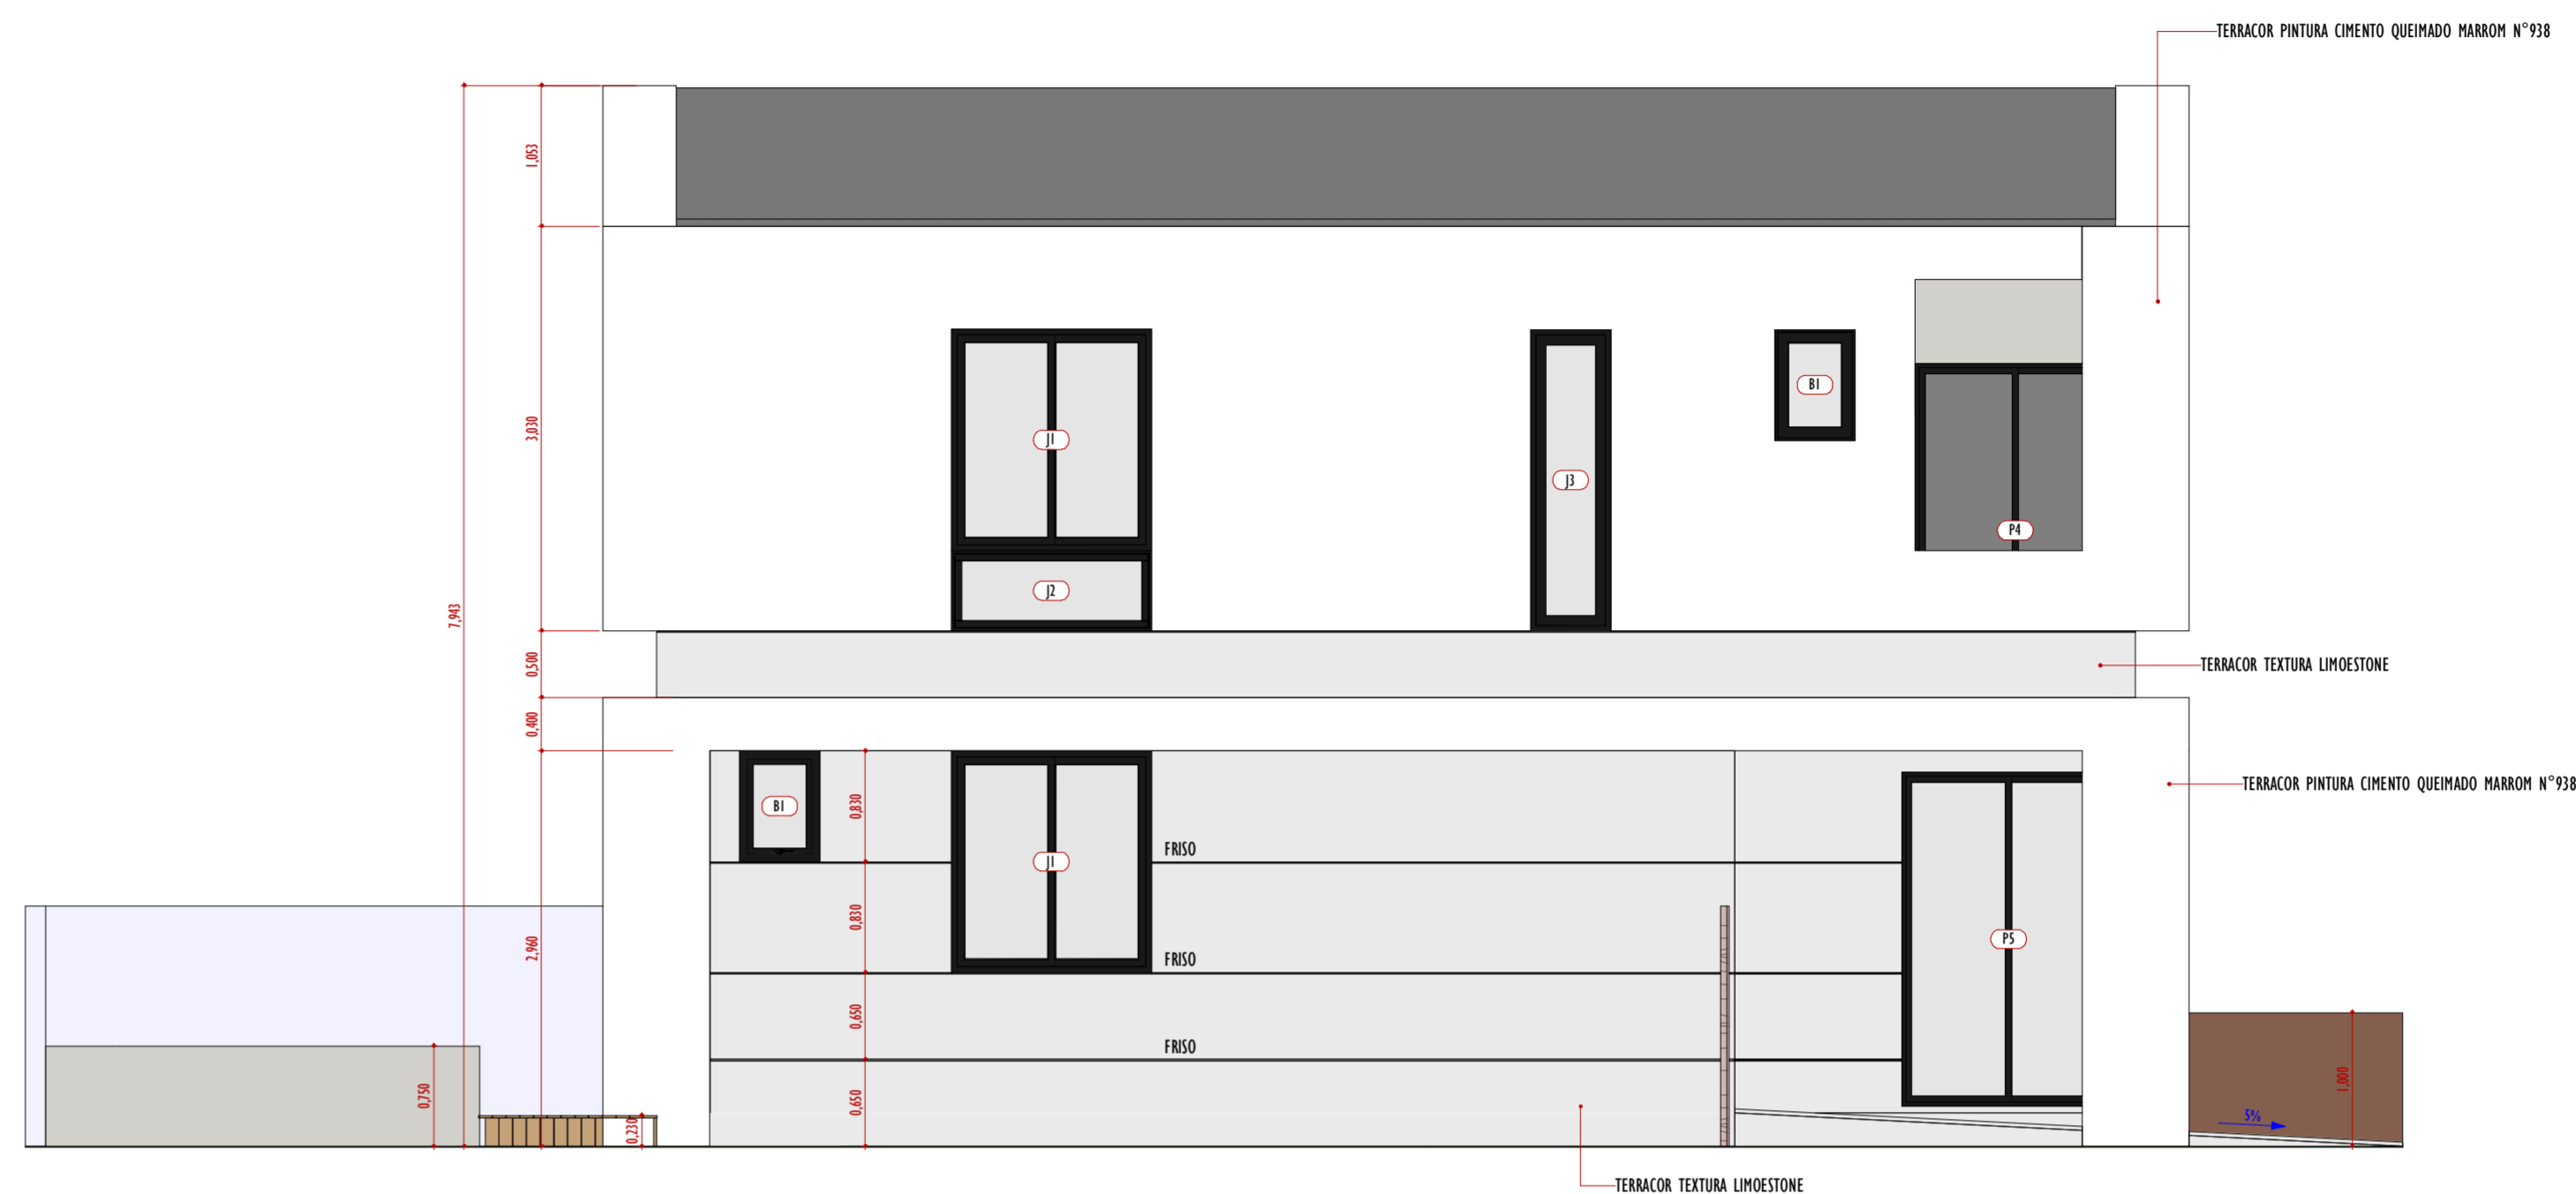 TERRACOR PINTURA CIMENTO QUEIMADO MARROM N°938
1,053
3,030
B1
J1
J3
P4
J2
7,943
0,500
TERRACOR TEXTURA LIMOESTONE
0,400
TERRACOR PINTURA CIMENTO QUEIMADO MARROM N°938
B1
0,830
FRISO
J1
0,830
2,960
P5
FRISO
0,650
FRISO
0,750
0,650
1,000
0,230
5%
TERRACOR TEXTURA LIMOESTONE